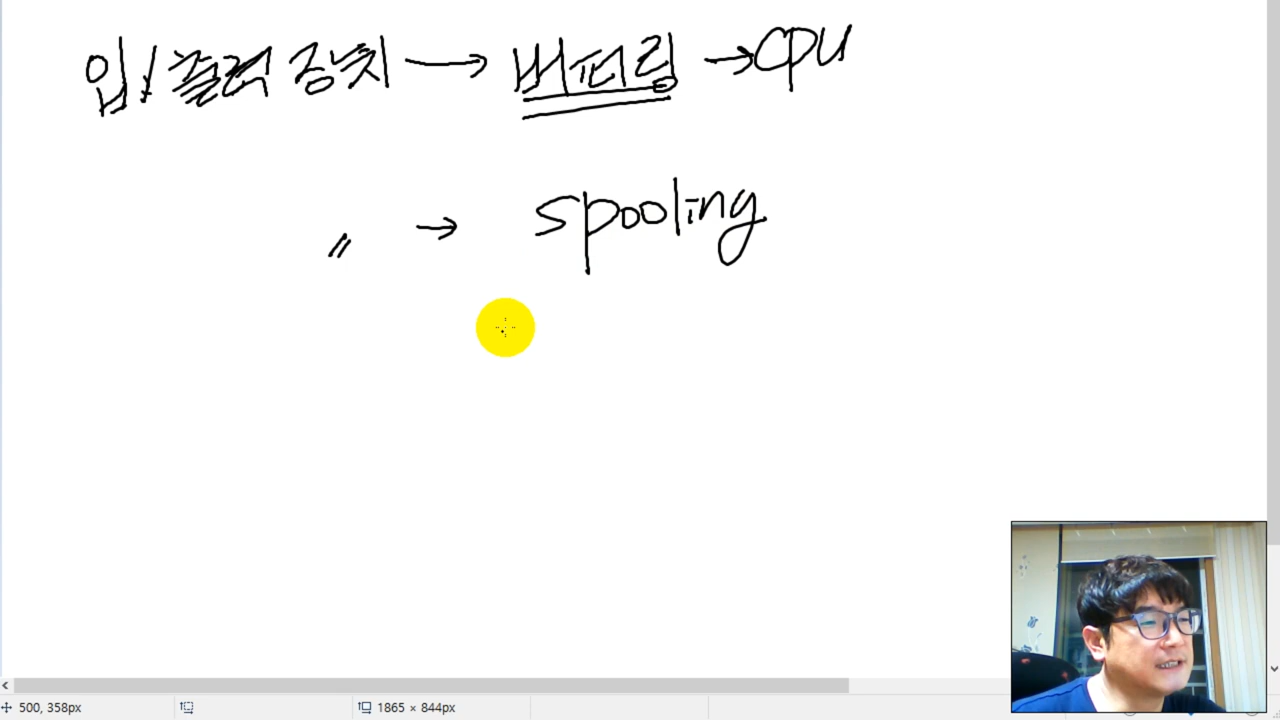 입/출력 장치 → 버퍼링 → CPU
〃 → spooling
500, 358px 1865 × 844px